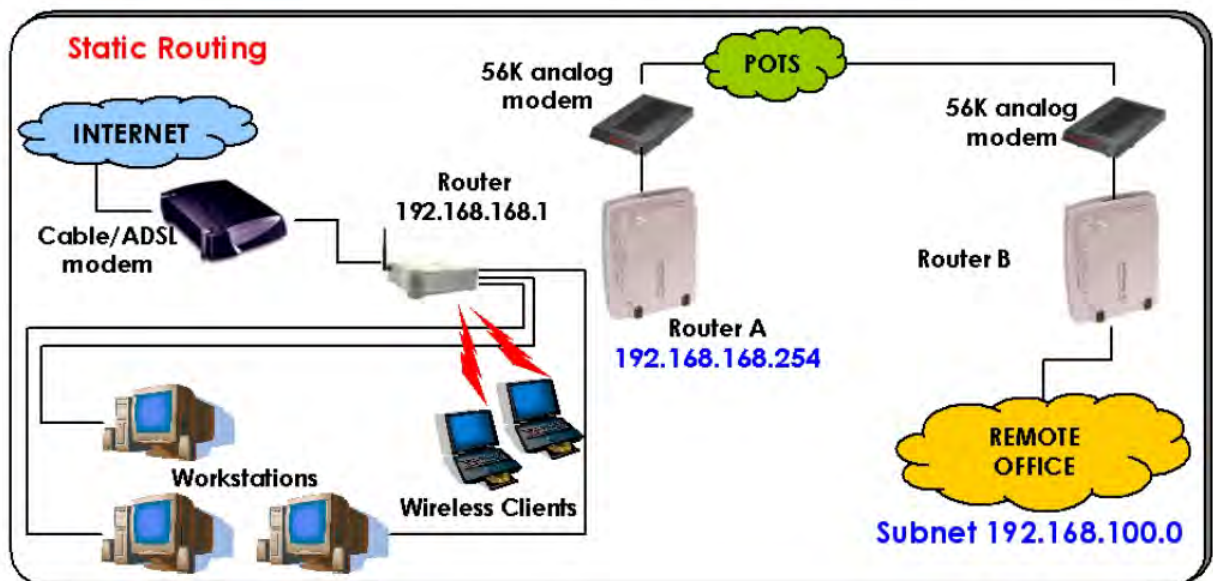 Static Routing
INTERNET
Cable/ADSL
modem
Router
192.168.168.1
56K analog
modem
POTS
56K analog
modem
Router A
192.168.168.254
Router B
Workstations
Wireless Clients
REMOTE
OFFICE
Subnet 192.168.100.0